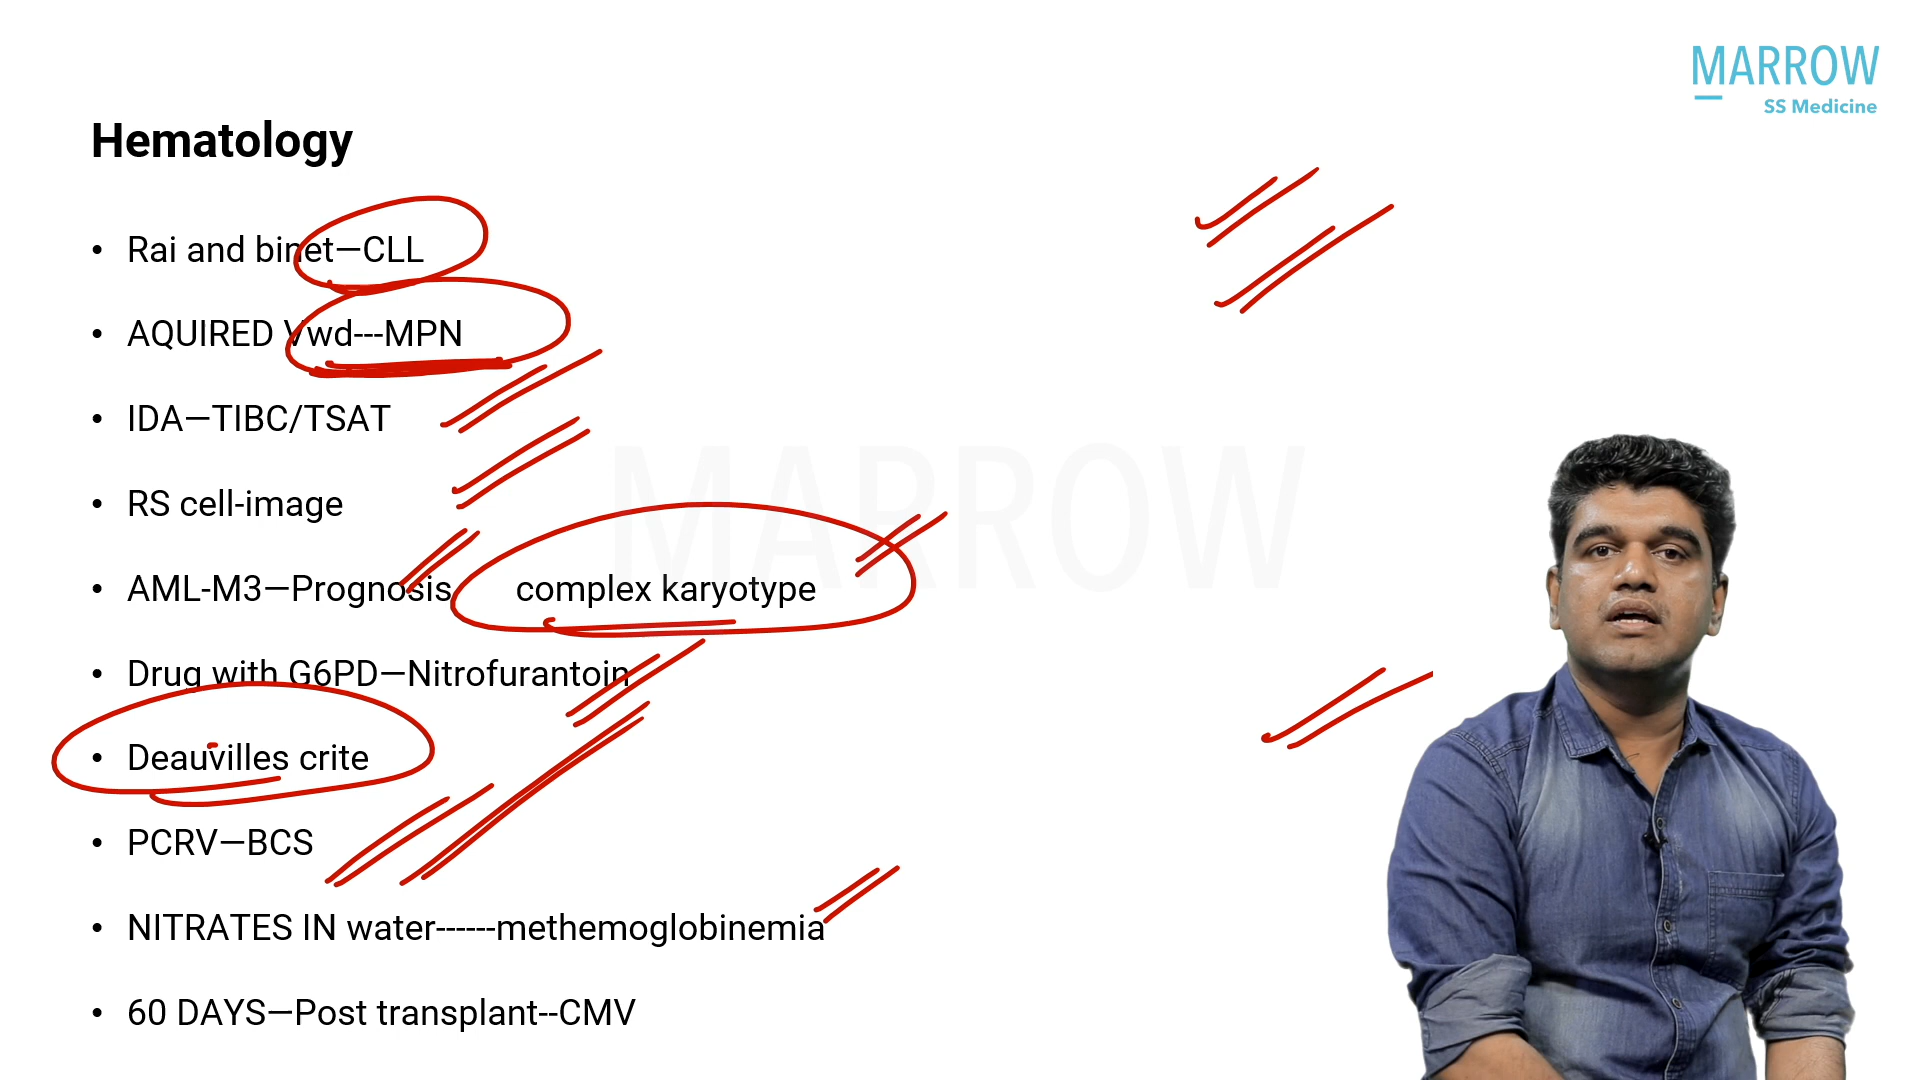 MARROW
SS Medicine
Hematology
• Rai and binet—CLL
• AQUIRED Vwd---MPN
• IDA—TIBC/TSAT
• RS cell-image
• AML-M3—Prognosis complex karyotype
• Drug with G6PD—Nitrofurantoin
• Deauvilles crite
• PCRV—BCS
• NITRATES IN water------methemoglobinemia
• 60 DAYS—Post transplant--CMV
MARROW